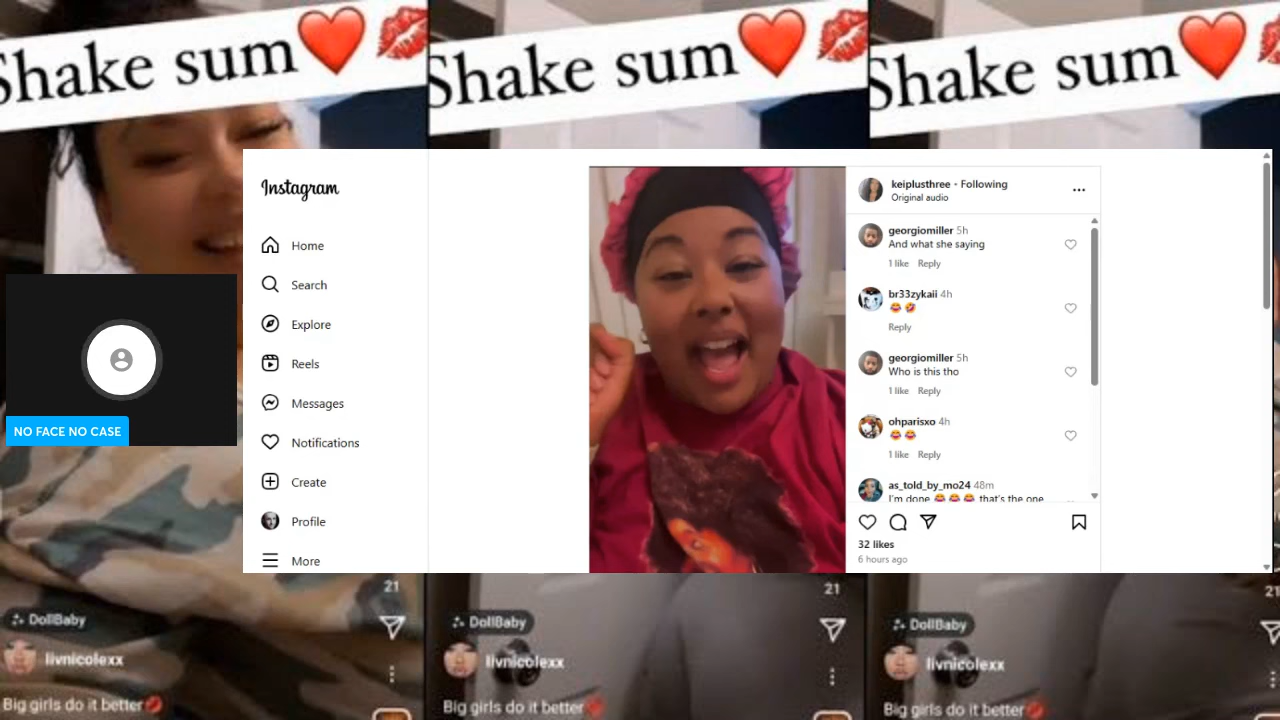 Shake sum❤️💋
Shake sum❤️💋
Shake sum❤️
NO FACE NO CASE
Instagram
Home
Search
Explore
Reels
Messages
Notifications
Create
Profile
More
keiplusthree • Following
Original audio
georgiomiller 5h
And what she saying
1 like Reply
br33zykaii 4h
😂 🤣
Reply
georgiomiller 5h
Who is this tho
1 like Reply
ohparisxo 4h
😂 😂
1 like Reply
as_told_by_mo24 48m
I'm done 😂 😂 😂 that's the one
32 likes
6 hours ago
21
DollBaby
livnicolexx
Big girls do it better💋
21
DollBaby
livnicolexx
Big girls do it better💋
21
DollBaby
livnicolexx
Big girls do it better💋